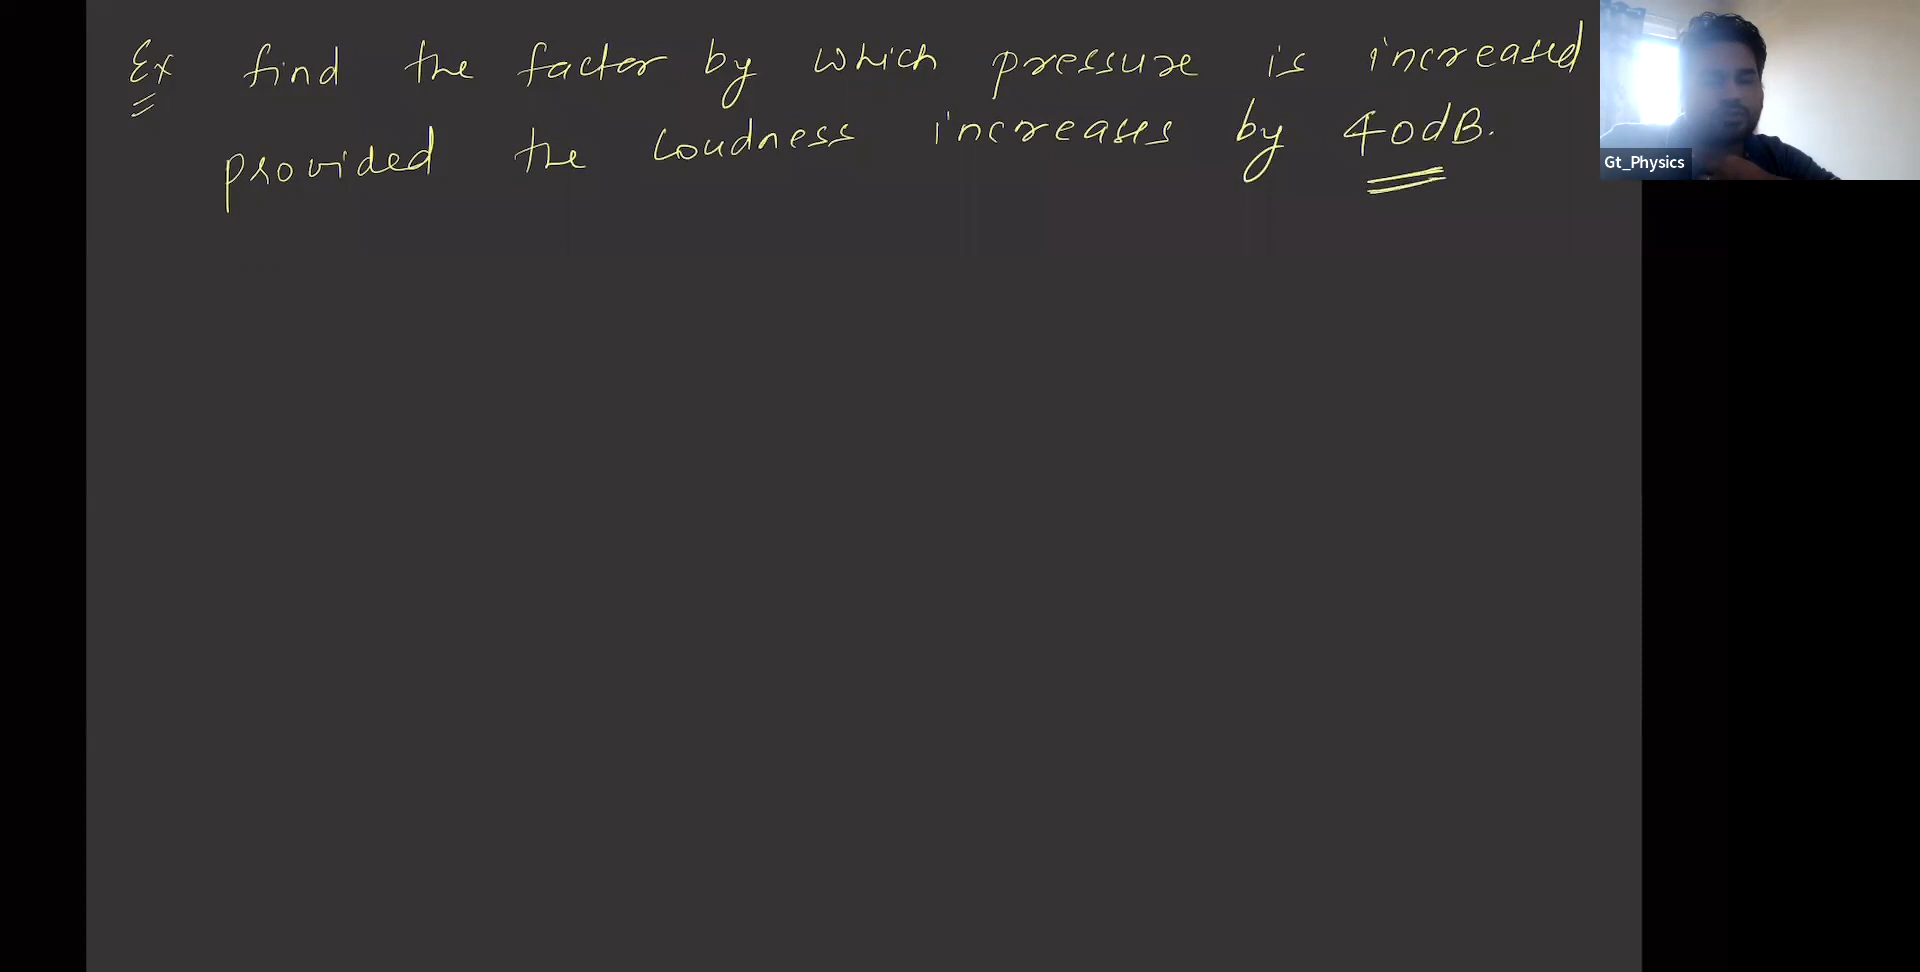 Ex find the factor by which pressure is increased
provided the loudness increases by 40dB.
Gt_Physics